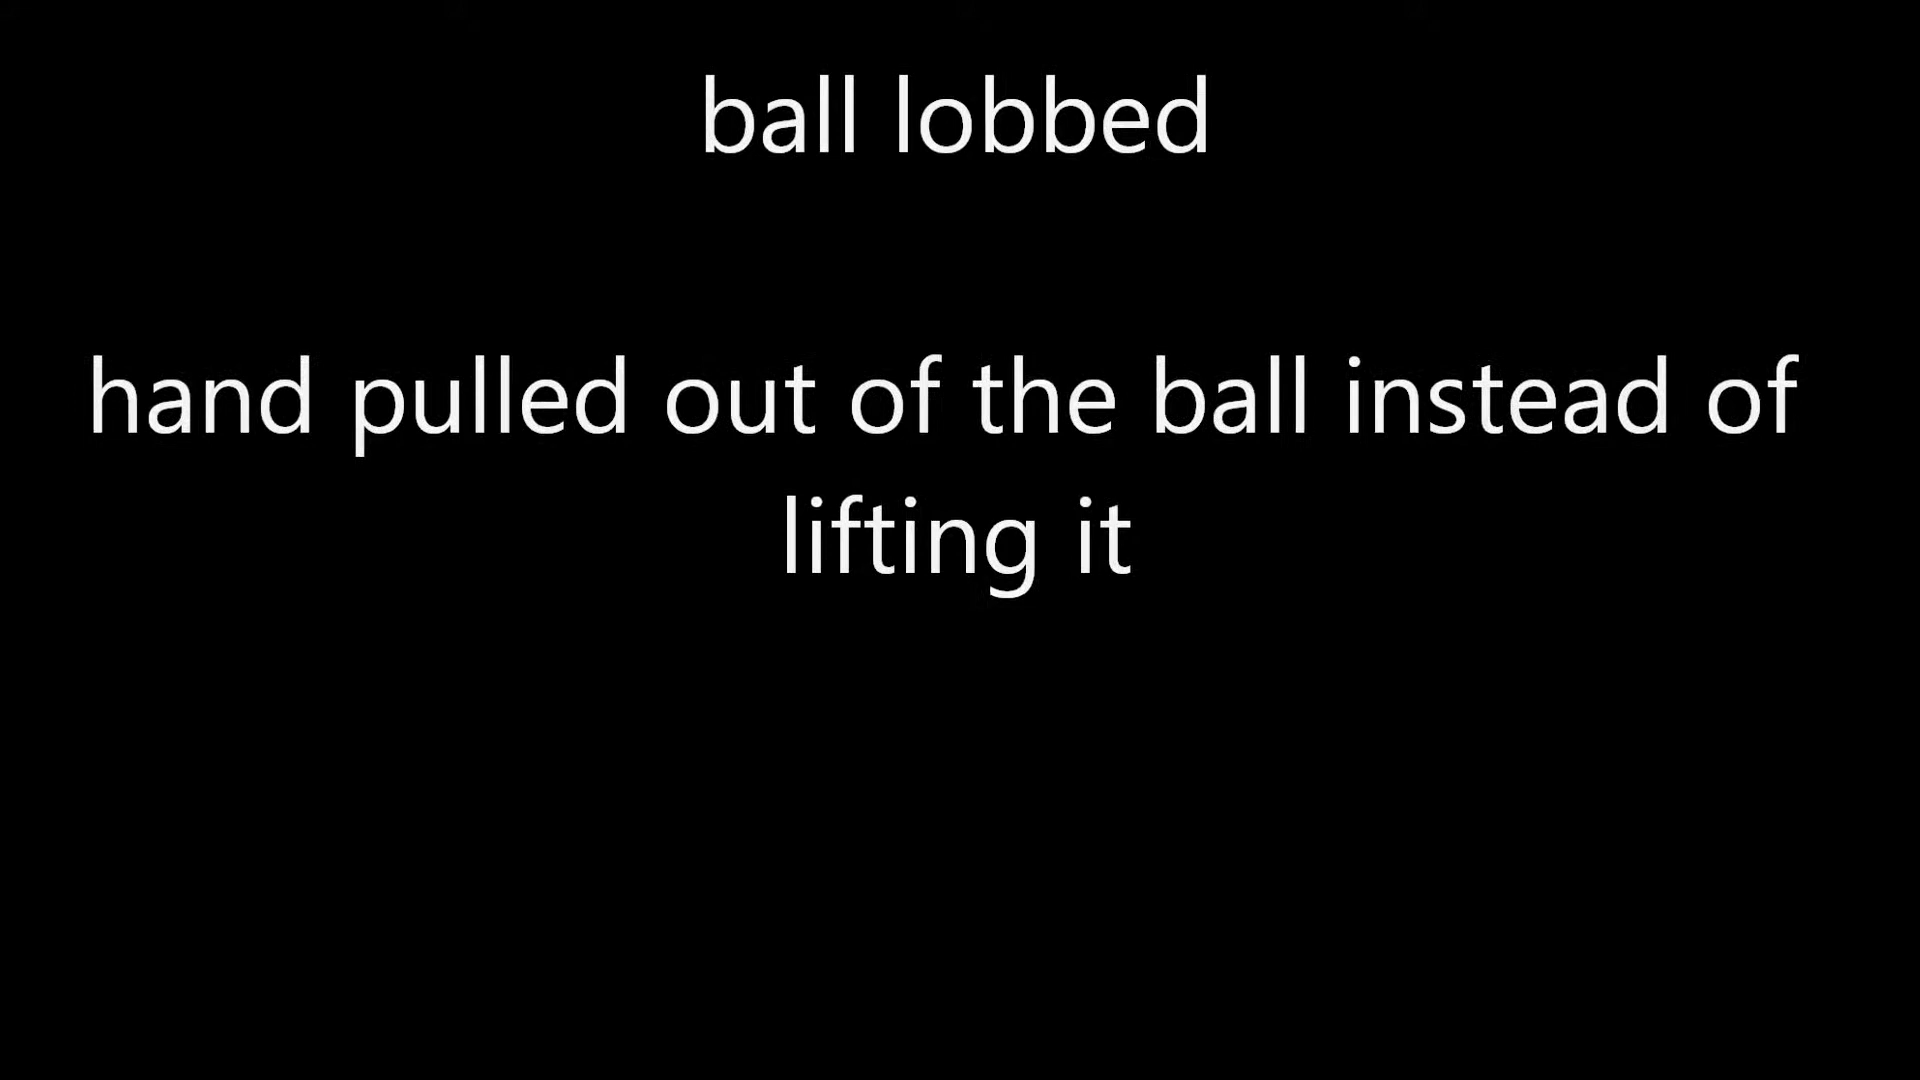 ball lobbed
hand pulled out of the ball instead of
lifting it